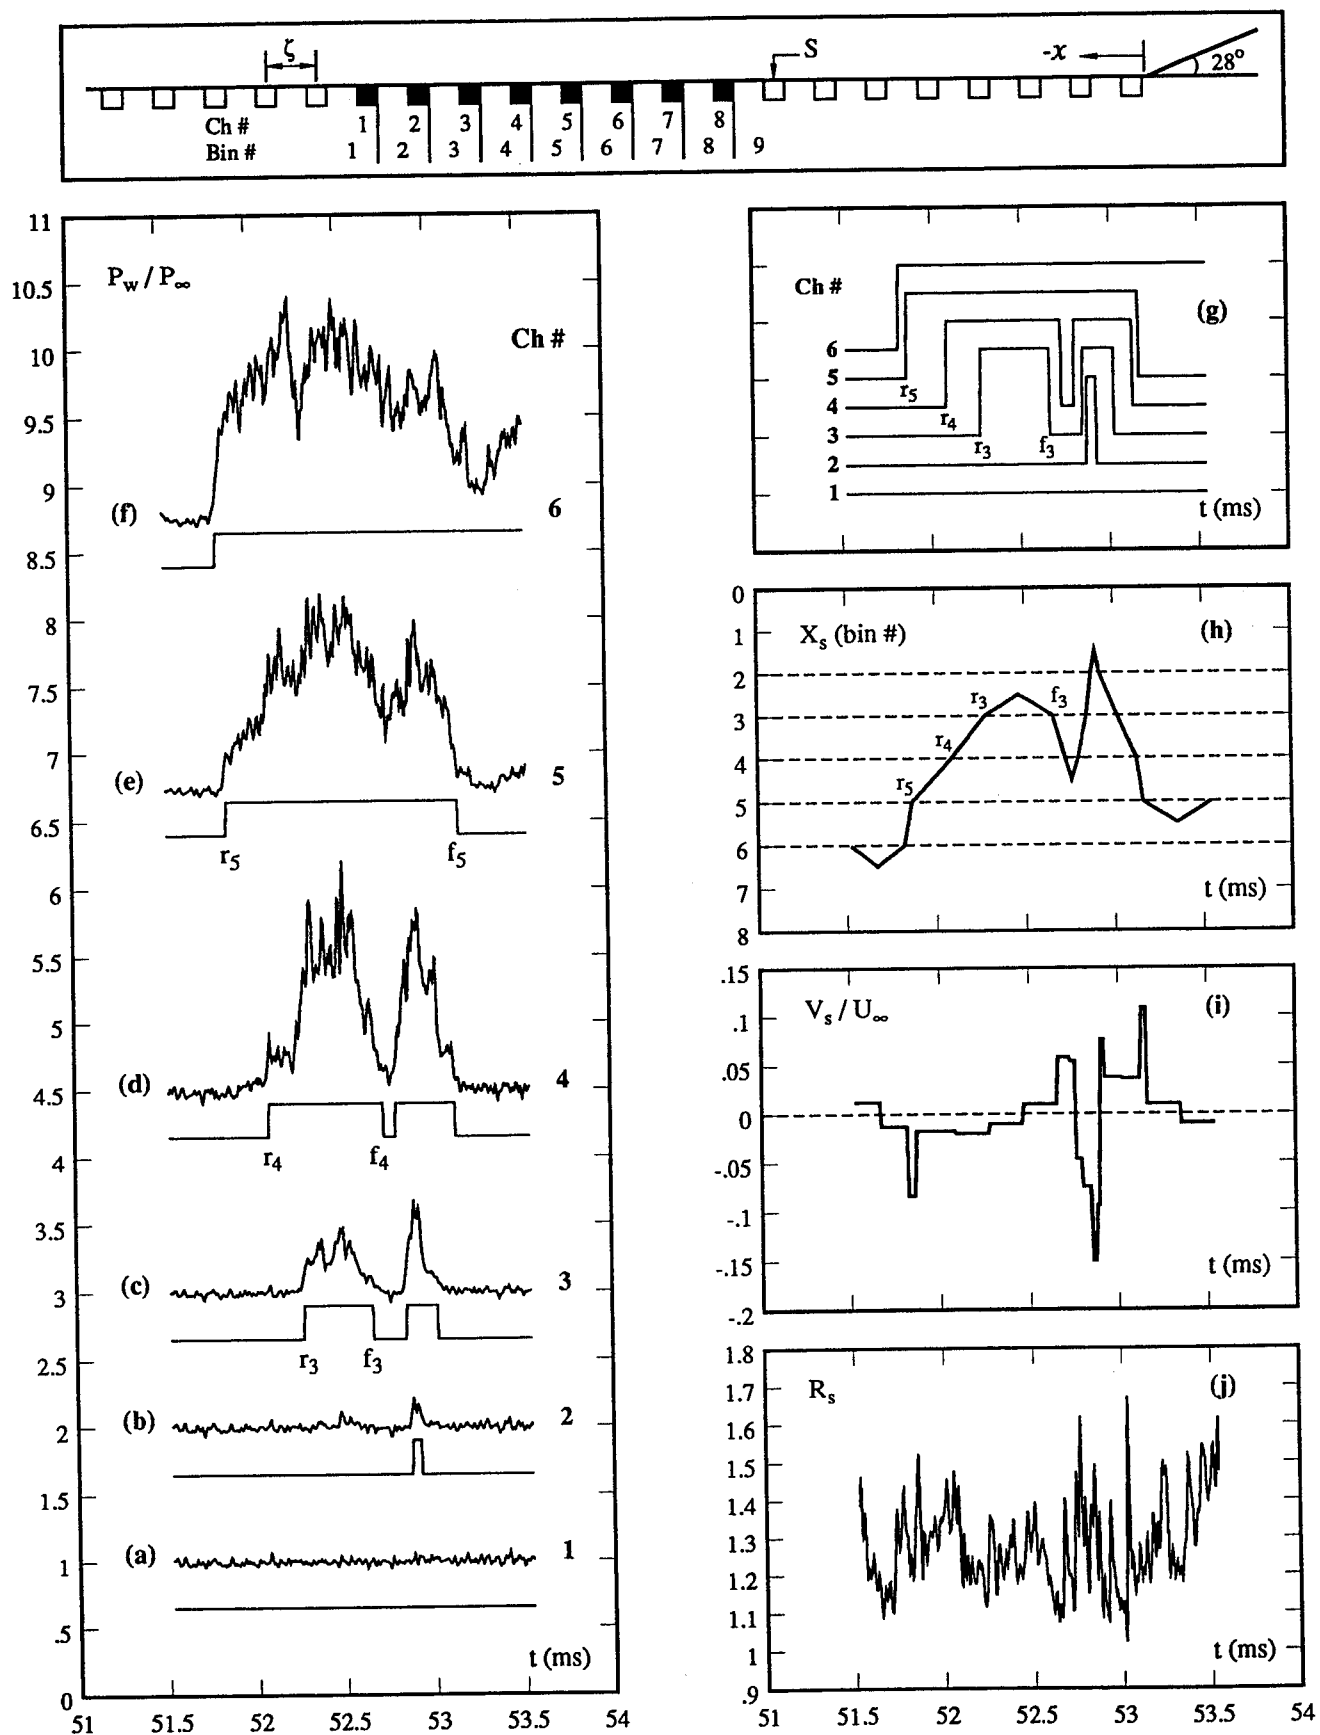 ζ
S
-x
28°
Ch # 1 2 3 4 5 6 7 8
Bin # 1 2 3 4 5 6 7 8 9
11
10.5
10
9.5
9
8.5
8
7.5
7
6.5
6
5.5
5
4.5
4
3.5
3
2.5
2
1.5
1
.5
0
P_w / P_∞
Ch #
(f) 6
(e) 5
r_5 f_5
(d) 4
r_4 f_4
(c) 3
r_3 f_3
(b) 2
(a) 1
t (ms)
51 51.5 52 52.5 53 53.5 54
Ch #
(g)
6
5
r_5
4
r_4
3
r_3 f_3
2
1
t (ms)
0
1
2
3
4
5
6
7
8
X_s (bin #)
(h)
r_3 f_3
r_4
r_5
t (ms)
.15
.1
.05
0
-.05
-.1
-.15
-.2
V_s / U_∞
(i)
t (ms)
1.8
1.7
1.6
1.5
1.4
1.3
1.2
1.1
1
.9
R_s
(j)
t (ms)
51 51.5 52 52.5 53 53.5 54